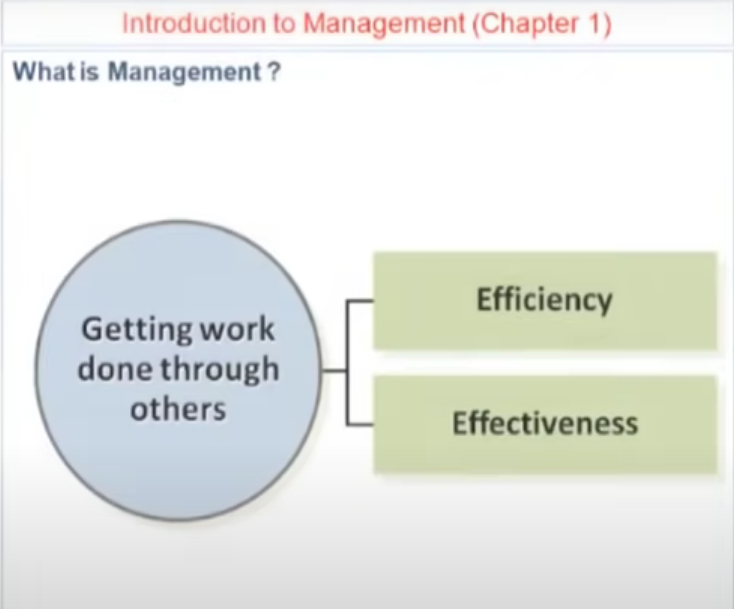 Introduction to Management (Chapter 1)
What is Management ?
Getting work
done through
others
Efficiency
Effectiveness